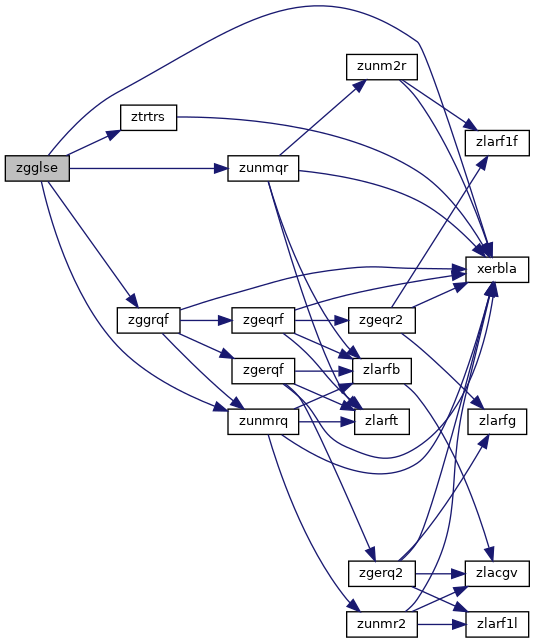 zunm2r
ztrtrs
zlarf1f
zgglse
zunmqr
xerbla
zggrqf
zgeqrf
zgeqr2
zgerqf
zlarfb
zunmrq
zlarft
zlarfg
zgerq2
zlacgv
zunmr2
zlarf1l